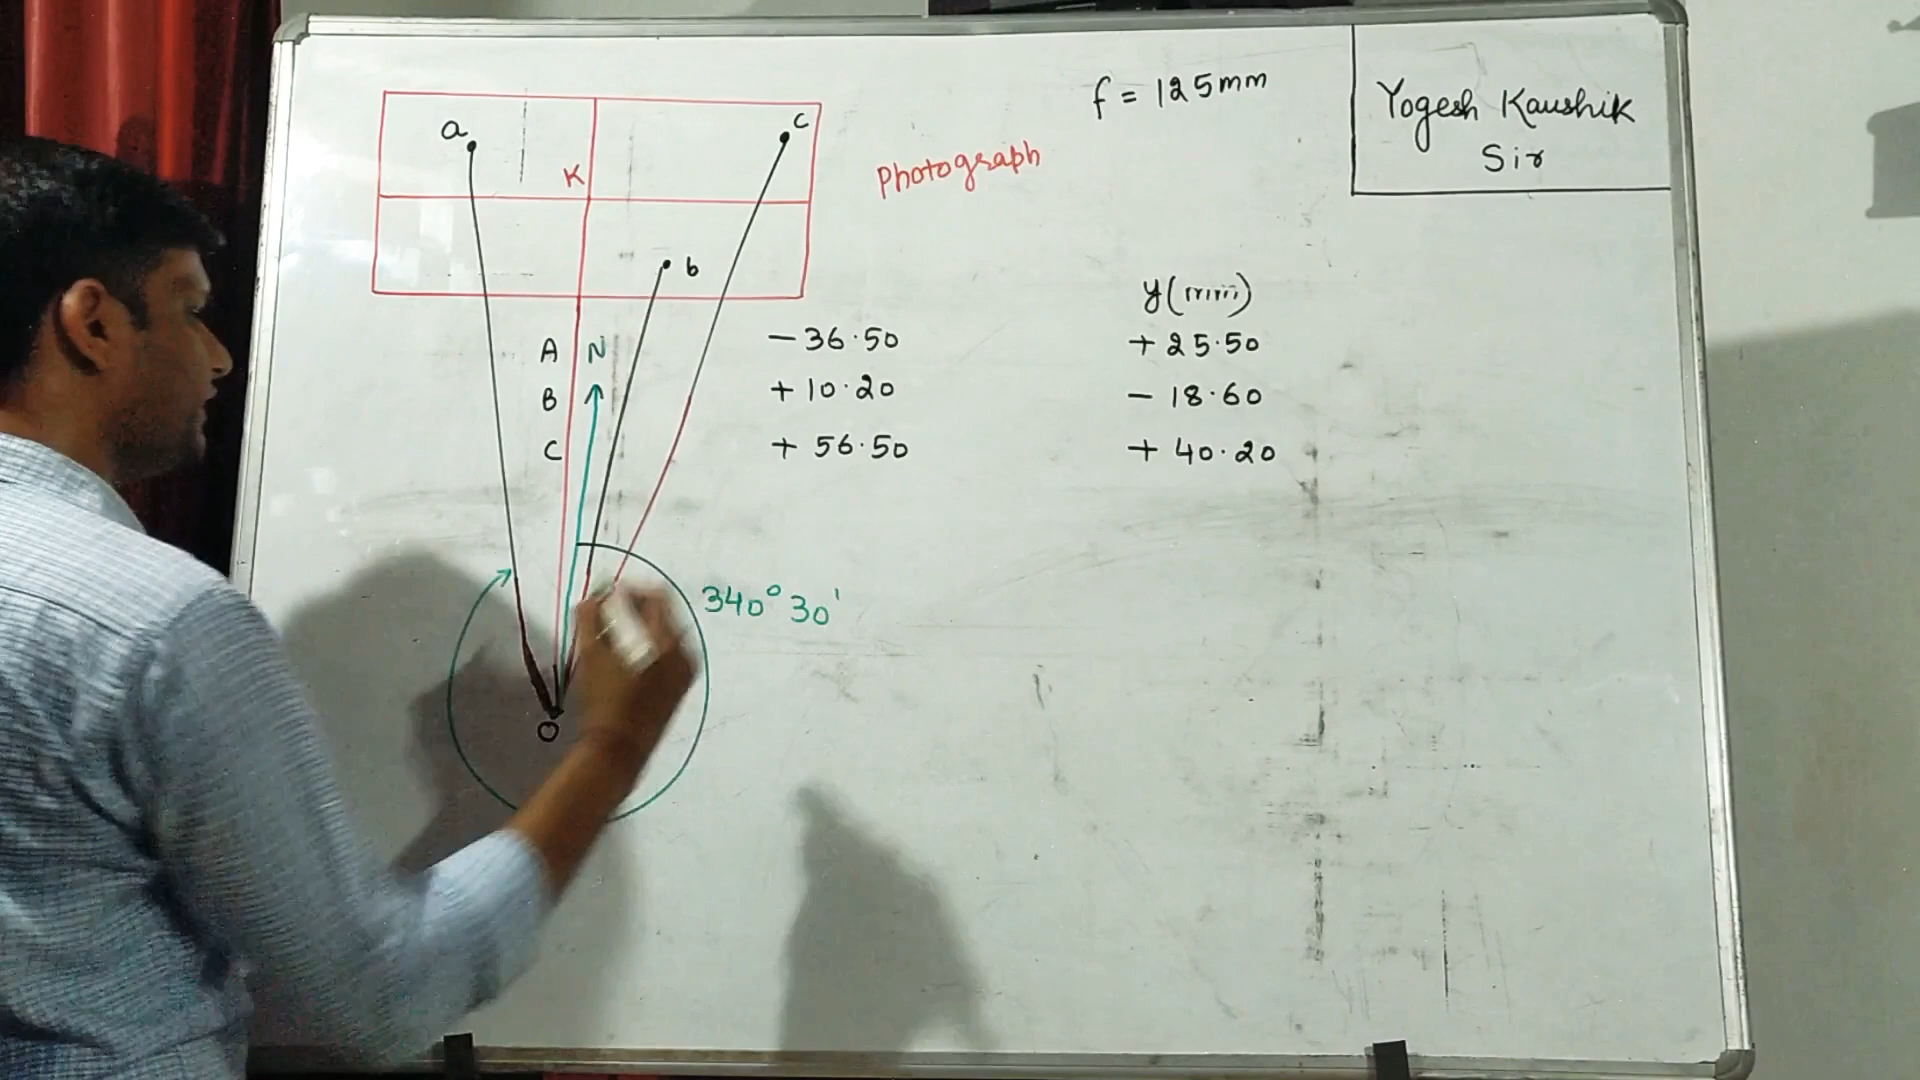 f = 125mm
Yogesh Kaushik
Sir
a
c
K
Photograph
b
y(mm)
A N - 36.50 + 25.50
B + 10.20 - 18.60
C + 56.50 + 40.20
340° 30'
O